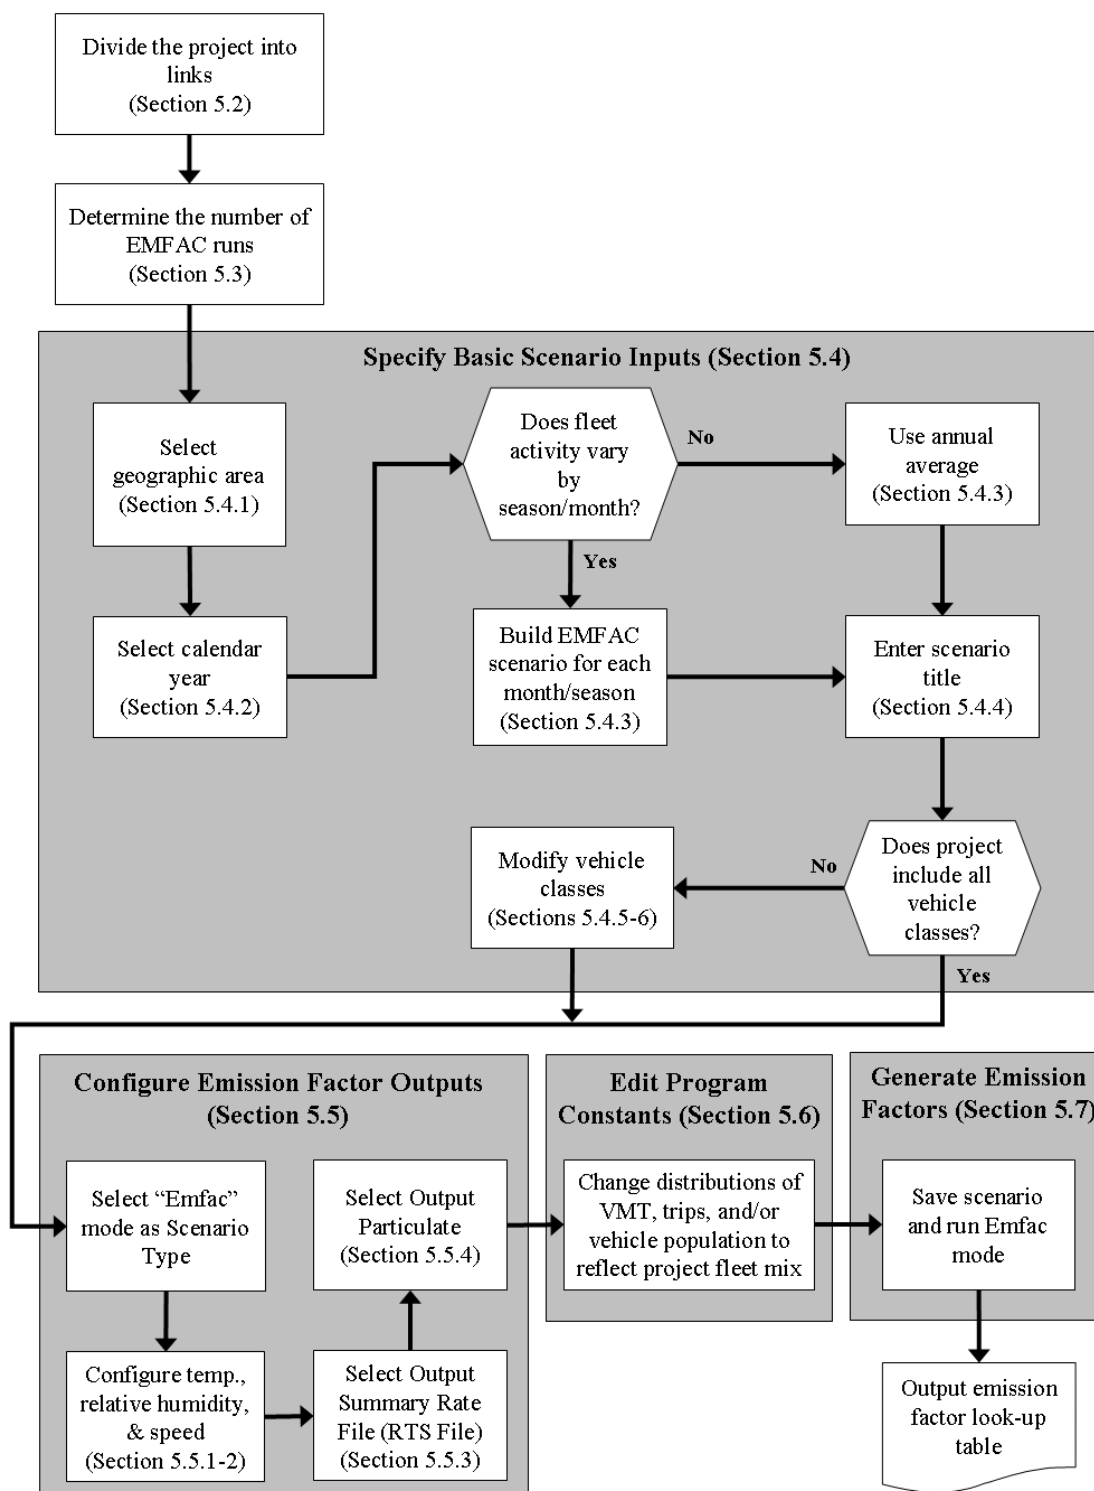 Divide the project into
links
(Section 5.2)
Determine the number of
EMFAC runs
(Section 5.3)
Specify Basic Scenario Inputs (Section 5.4)
Select
geographic area
(Section 5.4.1)
Does fleet
activity vary
by
season/month?
No
Use annual
average
(Section 5.4.3)
Yes
Select calendar
year
(Section 5.4.2)
Build EMFAC
scenario for each
month/season
(Section 5.4.3)
Enter scenario
title
(Section 5.4.4)
Does project
include all
vehicle
classes?
No
Modify vehicle
classes
(Sections 5.4.5-6)
Yes
Configure Emission Factor Outputs
(Section 5.5)
Select “Emfac”
mode as Scenario
Type
Configure temp.,
relative humidity,
& speed
(Section 5.5.1-2)
Select Output
Summary Rate
File (RTS File)
(Section 5.5.3)
Select Output
Particulate
(Section 5.5.4)
Edit Program
Constants (Section 5.6)
Change distributions of
VMT, trips, and/or
vehicle population to
reflect project fleet mix
Generate Emission
Factors (Section 5.7)
Save scenario
and run Emfac
mode
Output emission
factor look-up
table